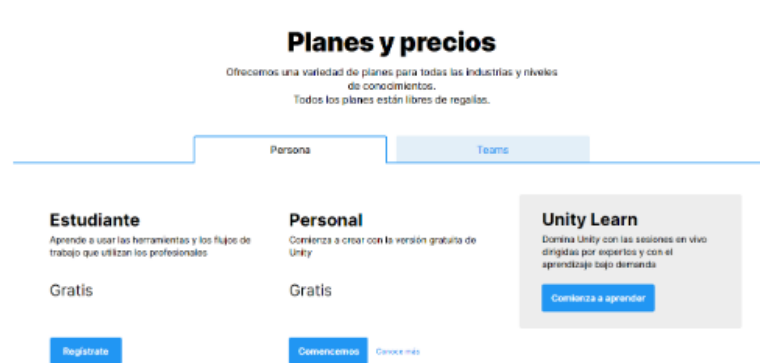 Planes y precios
Ofrecemos una variedad de planes para todas las industrias y niveles
de conocimientos.
Todos los planes están libres de regalías.
Persona
Teams
Estudiante
Aprende a usar las herramientas y los flujos de
trabajo que utilizan los profesionales
Gratis
Regístrate
Personal
Comienza a crear con la versión gratuita de
Unity
Gratis
Comencemos
Conoce más
Unity Learn
Domina Unity con las sesiones en vivo
dirigidas por expertos y con el
aprendizaje bajo demanda
Comienza a aprender